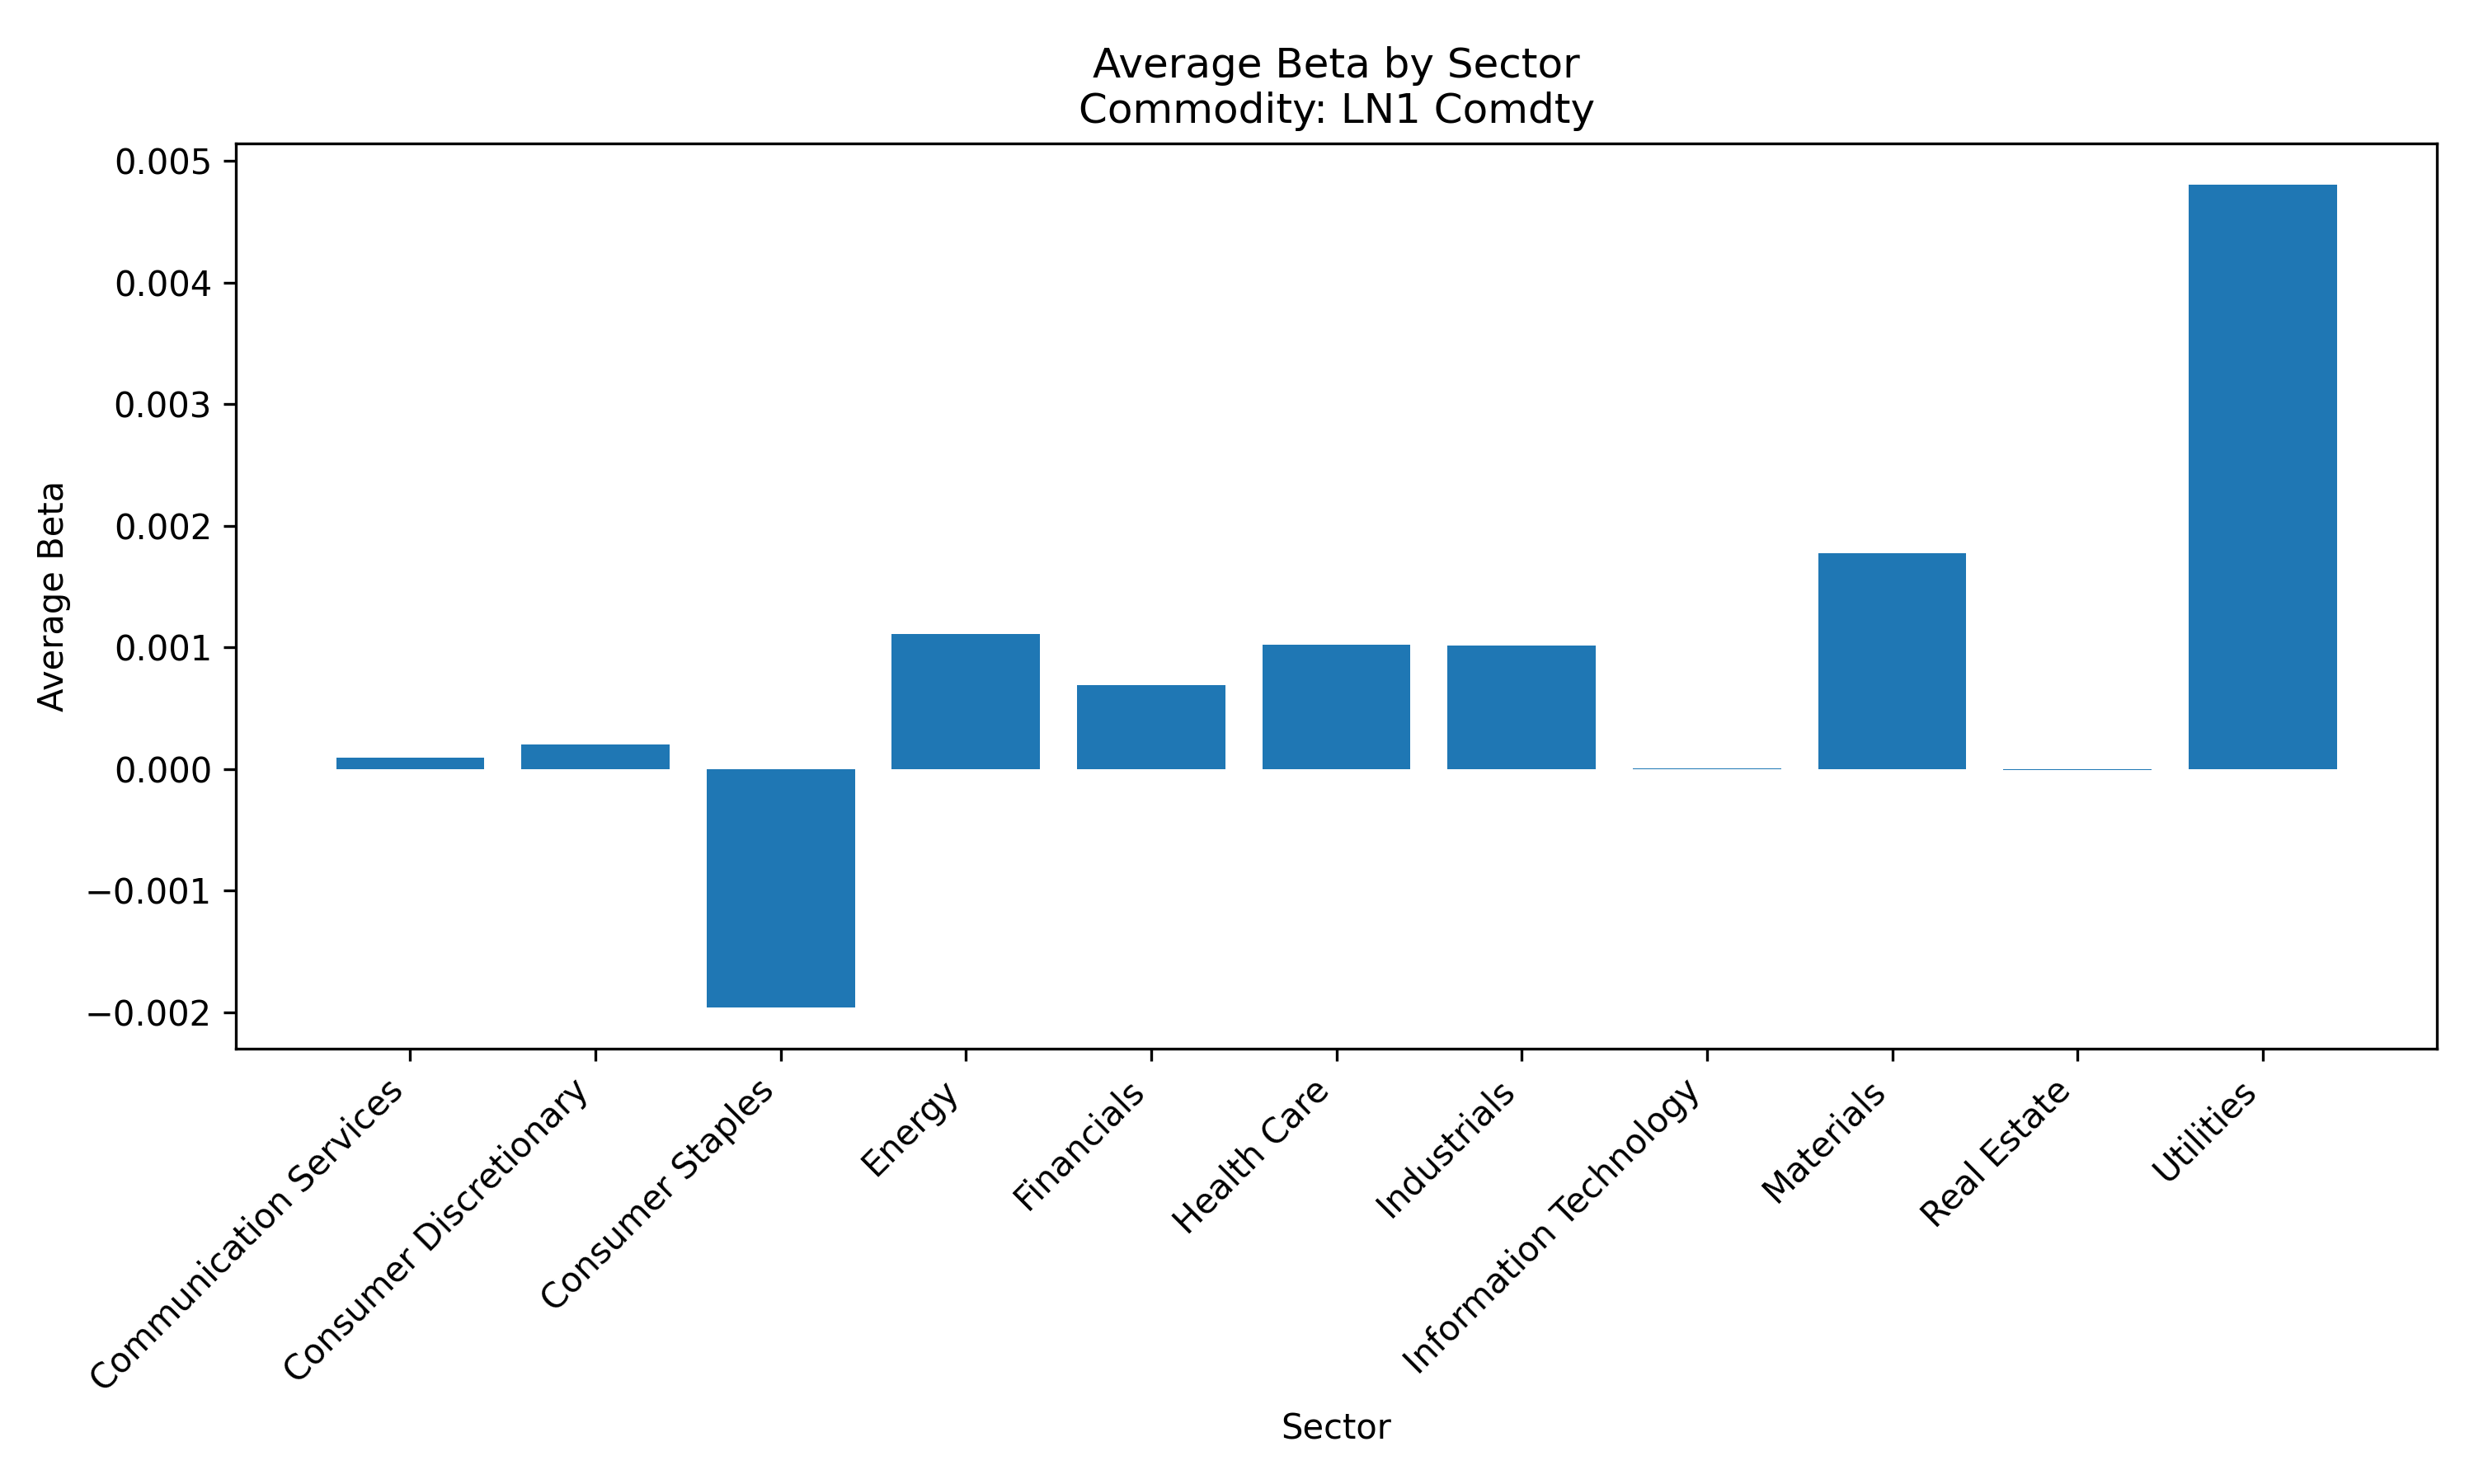 Average Beta by Sector
Commodity: LN1 Comdty
Average Beta
0.005
0.004
0.003
0.002
0.001
0.000
−0.001
−0.002
Communication Services
Consumer Discretionary
Consumer Staples
Energy
Financials
Health Care
Industrials
Information Technology
Materials
Real Estate
Utilities
Sector